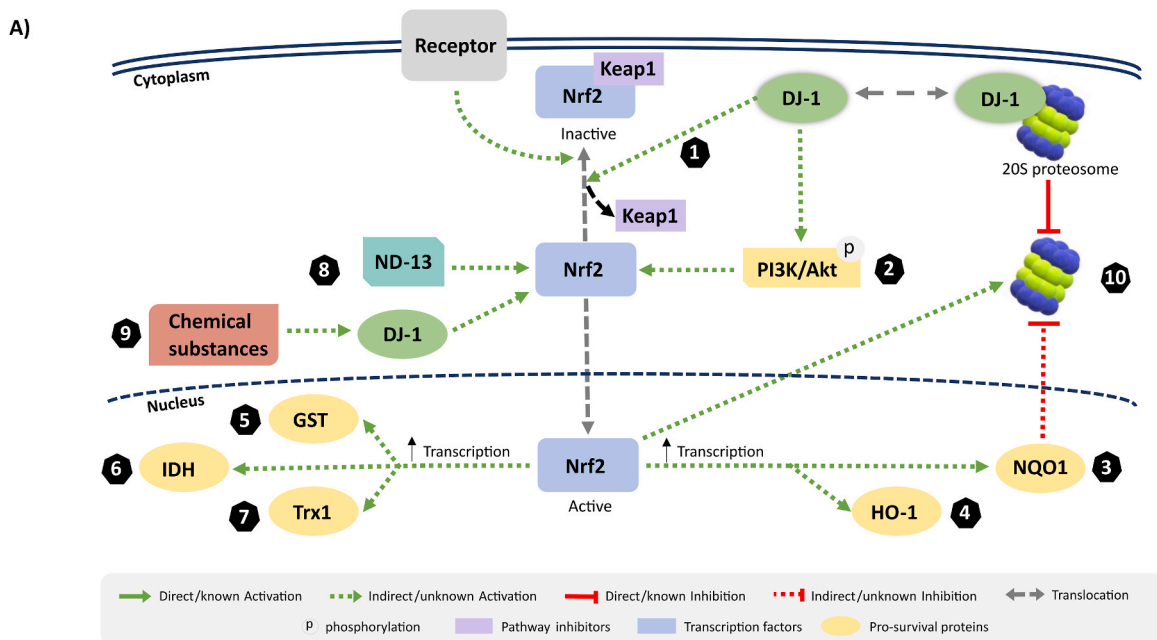 A)
Receptor
Cytoplasm
Keap1
Nrf2
Inactive
DJ-1
DJ-1
20S proteosome
1
Keap1
8
ND-13
Nrf2
p
PI3K/Akt
2
10
9
Chemical
substances
DJ-1
Nucleus
5
GST
Transcription
Transcription
6
IDH
Nrf2
NQO1
3
7
Trx1
Active
HO-1
4
Direct/known Activation
Indirect/unknown Activation
Direct/known Inhibition
Indirect/unknown Inhibition
Translocation
p phosphorylation
Pathway inhibitors
Transcription factors
Pro-survival proteins